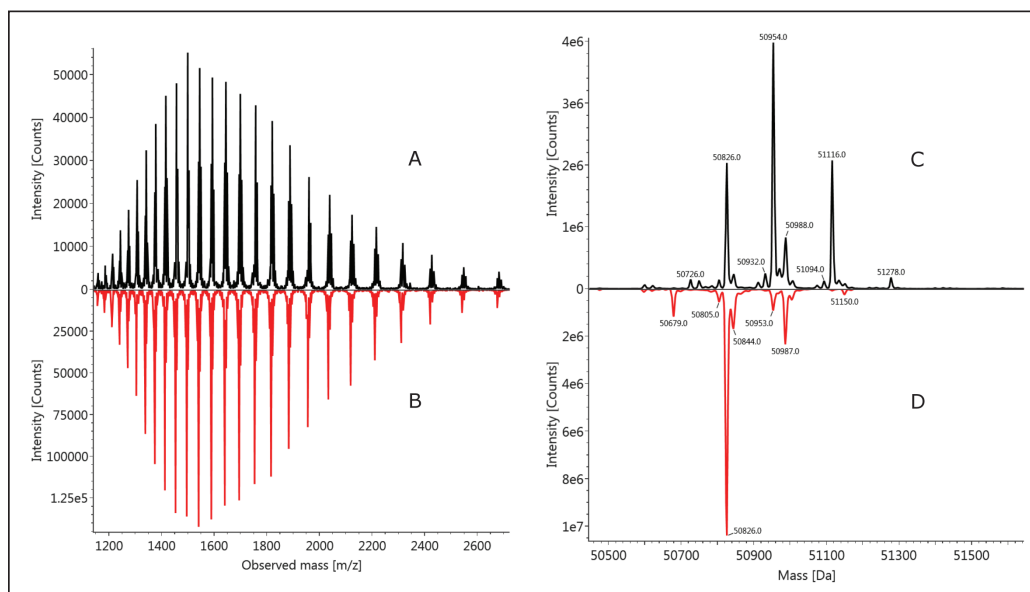 Intensity [Counts]
50000
40000
30000
20000
10000
0
A
25000
50000
75000
100000
1.25e5
Intensity [Counts]
B
1200 1400 1600 1800 2000 2200 2400 2600
Observed mass [m/z]
Intensity [Counts]
4e6
3e6
2e6
1e6
0
50954.0
50826.0
51116.0
50988.0
50932.0
51094.0
50726.0
51278.0
C
50679.0
50805.0
50844.0
50953.0
50987.0
51150.0
50826.0
2e6
4e6
6e6
8e6
1e7
Intensity [Counts]
D
50500 50700 50900 51100 51300 51500
Mass [Da]